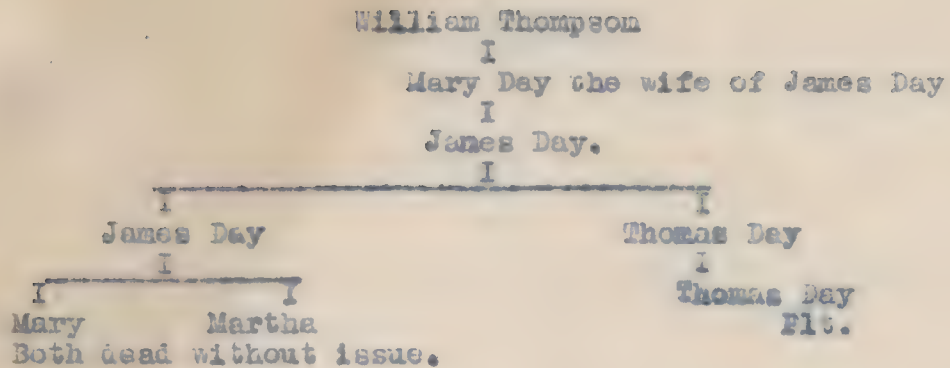 William Thompson
I
Mary Day the wife of James Day
I
James Day.
I
I I
James Day Thomas Day
I I
I I Thomas Day
Mary Martha Plt.
Both dead without issue.